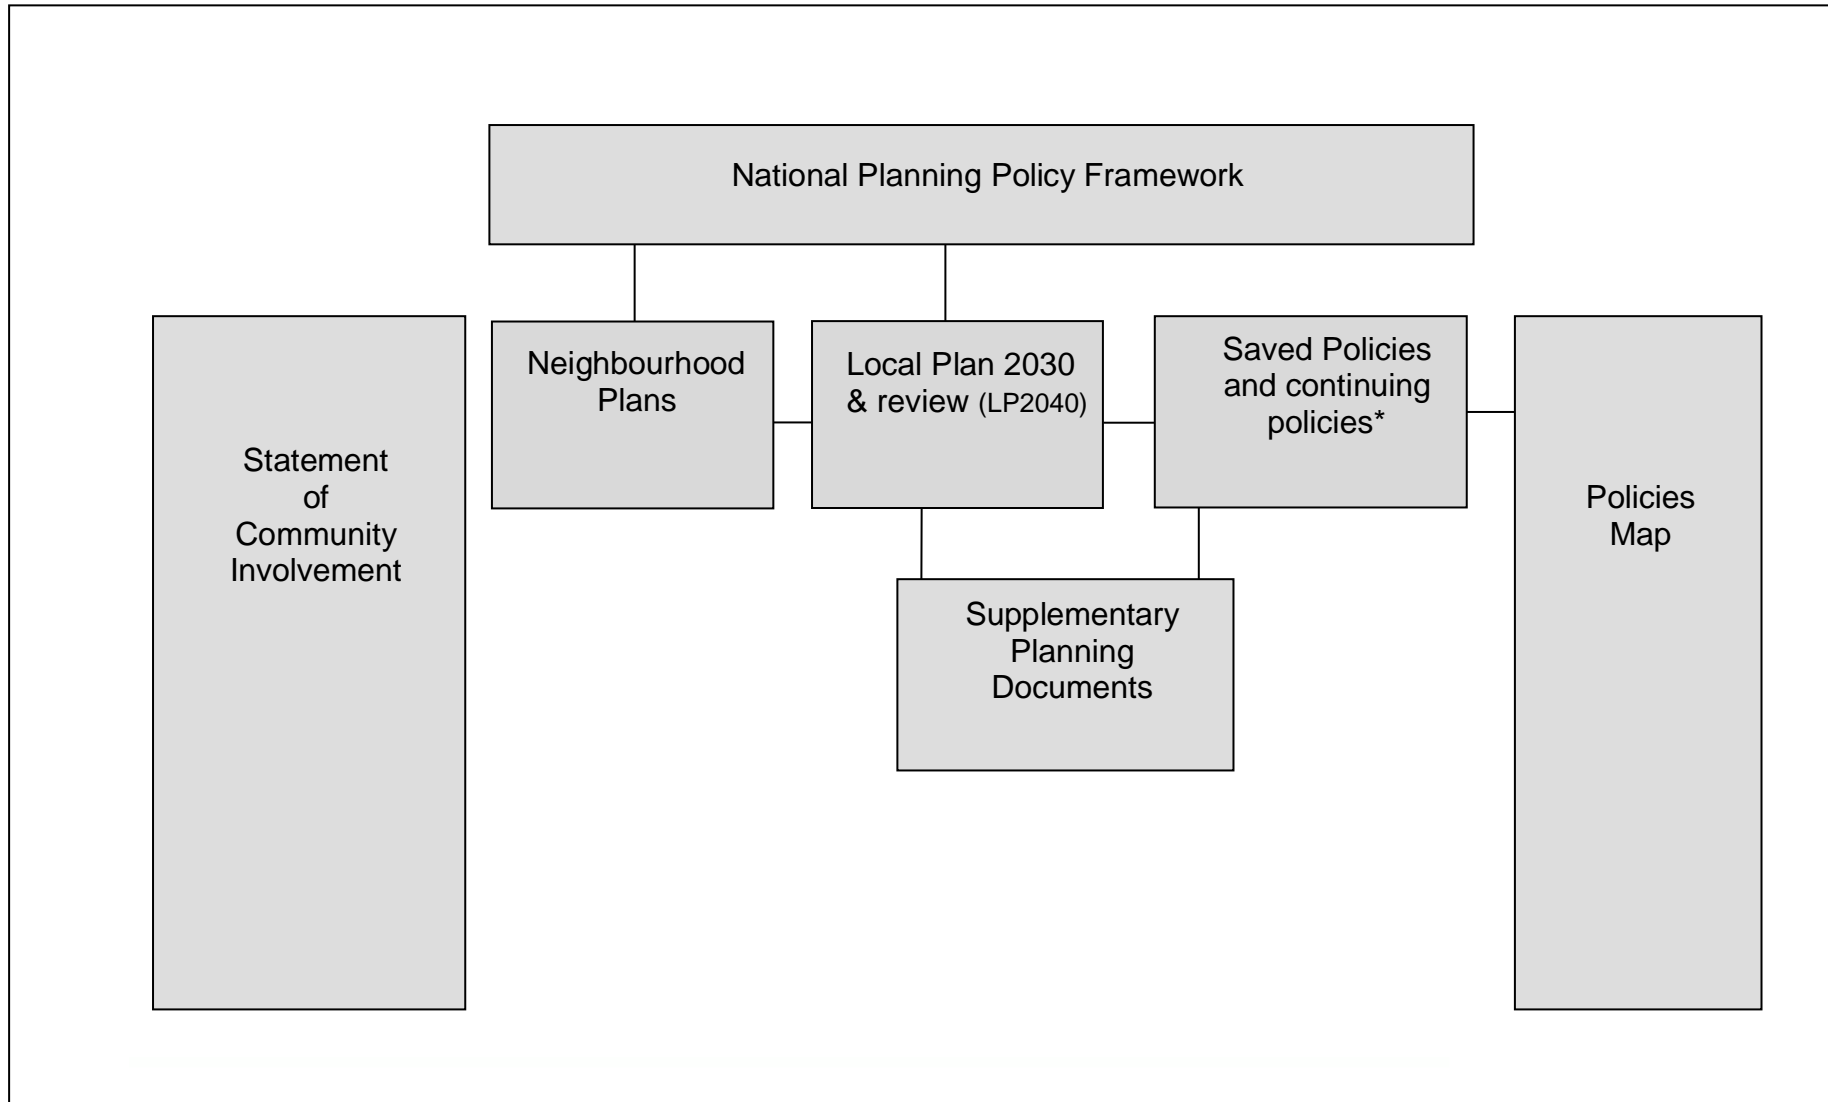 National Planning Policy Framework
Statement
of
Community
Involvement
Neighbourhood
Plans
Local Plan 2030
& review (LP2040)
Saved Policies
and continuing
policies*
Policies
Map
Supplementary
Planning
Documents